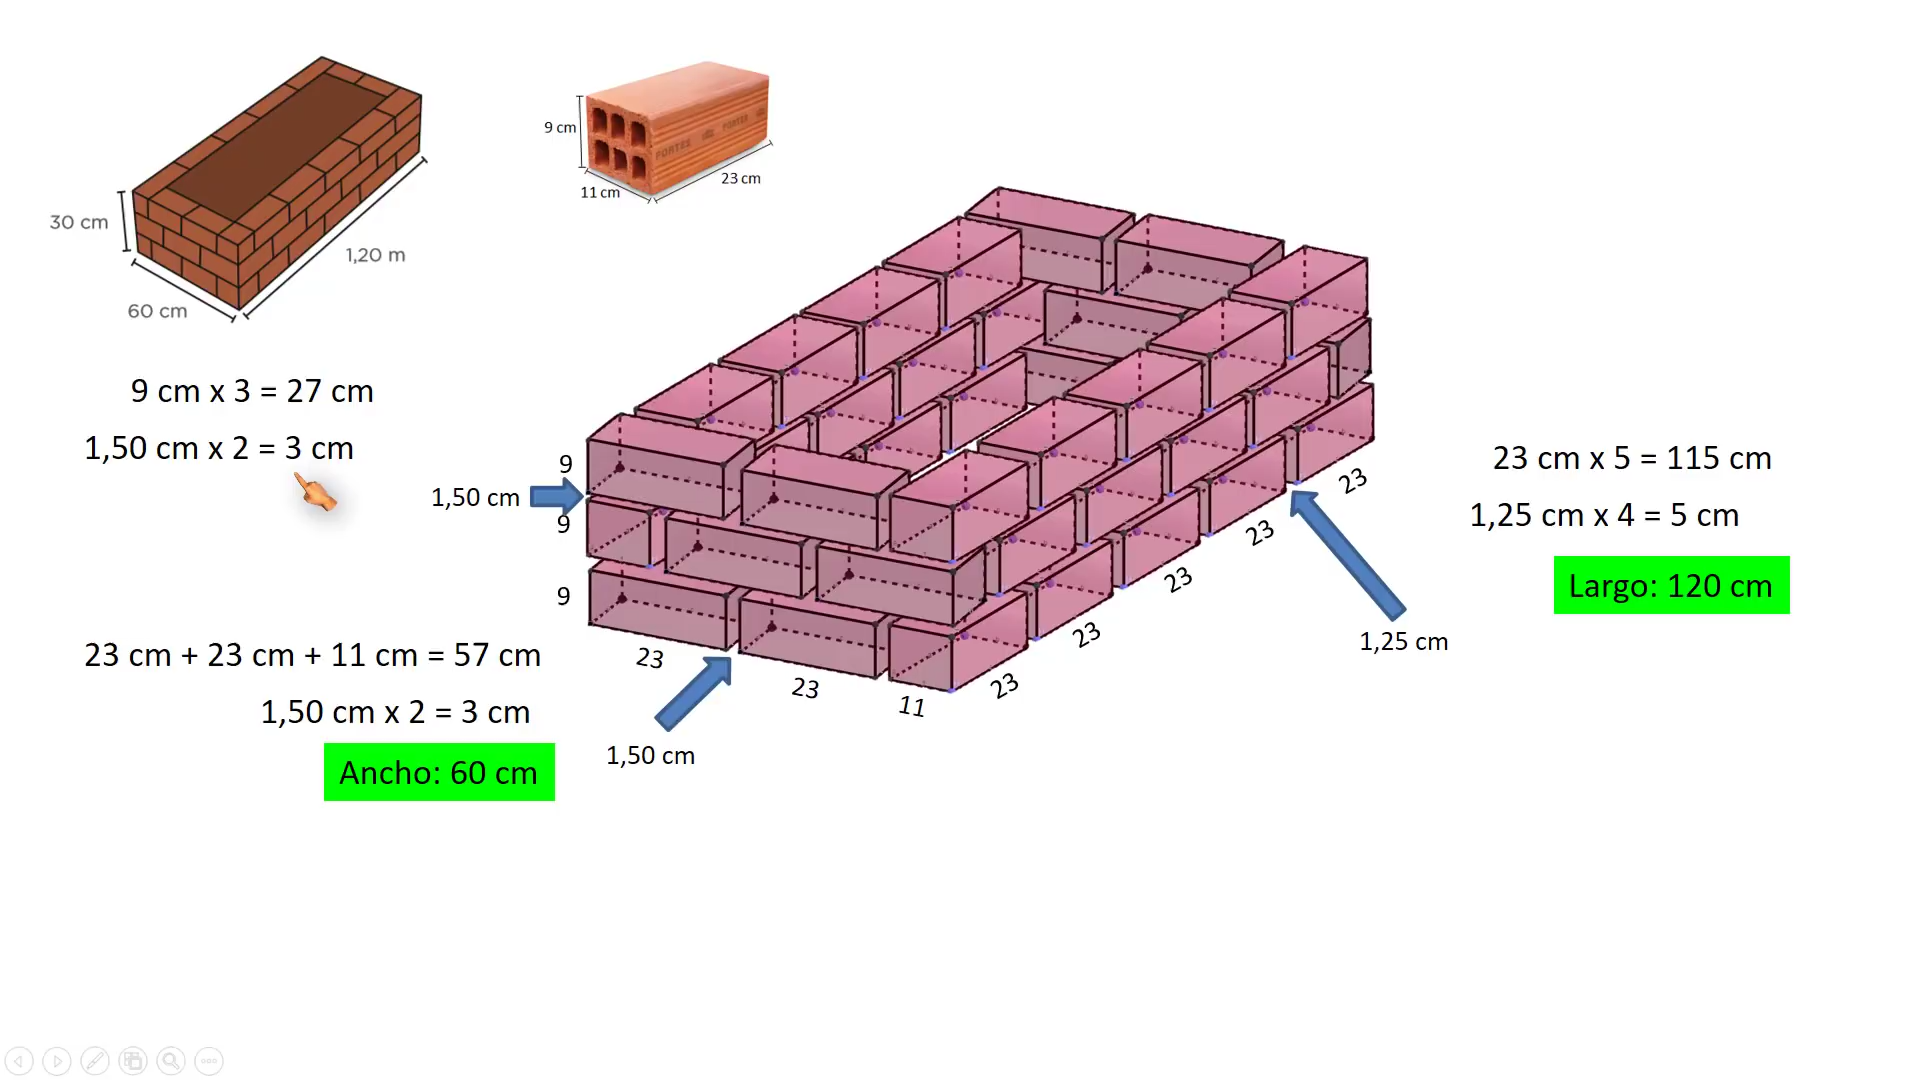 30 cm
60 cm
1,20 m
9 cm
11 cm
23 cm
PORTES
PORTES
9 cm x 3 = 27 cm
1,50 cm x 2 = 3 cm
1,50 cm
9
9
9
23 cm + 23 cm + 11 cm = 57 cm
1,50 cm x 2 = 3 cm
Ancho: 60 cm
23
23
11
1,50 cm
23
23
23
23
23
1,25 cm
23 cm x 5 = 115 cm
1,25 cm x 4 = 5 cm
Largo: 120 cm